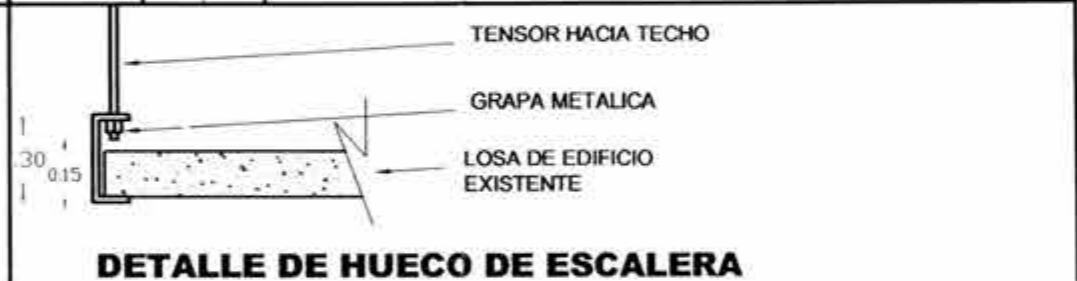 TENSOR HACIA TECHO
GRAPA METALICA
.30
0.15
LOSA DE EDIFICIO
EXISTENTE
DETALLE DE HUECO DE ESCALERA